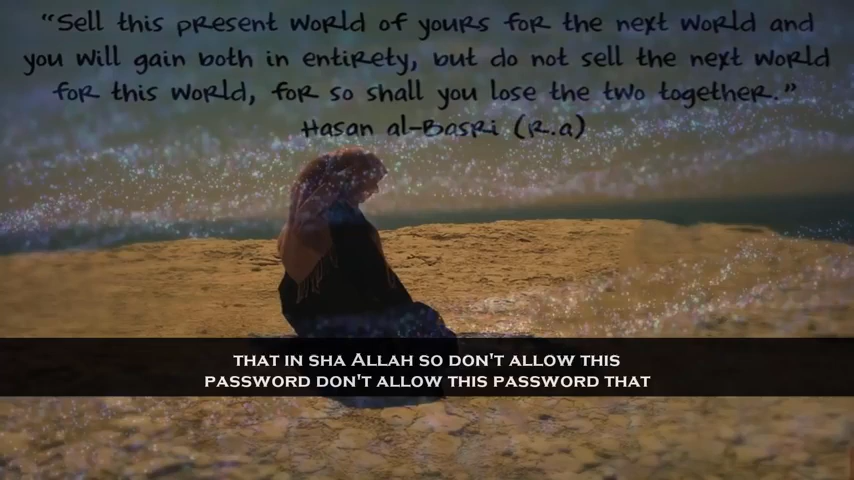 “Sell this present world of yours for the next world and
you will gain both in entirety, but do not sell the next world
for this world, for so shall you lose the two together.”
Hasan al-Basri (r.a)
THAT IN SHA ALLAH SO DON'T ALLOW THIS
PASSWORD DON'T ALLOW THIS PASSWORD THAT